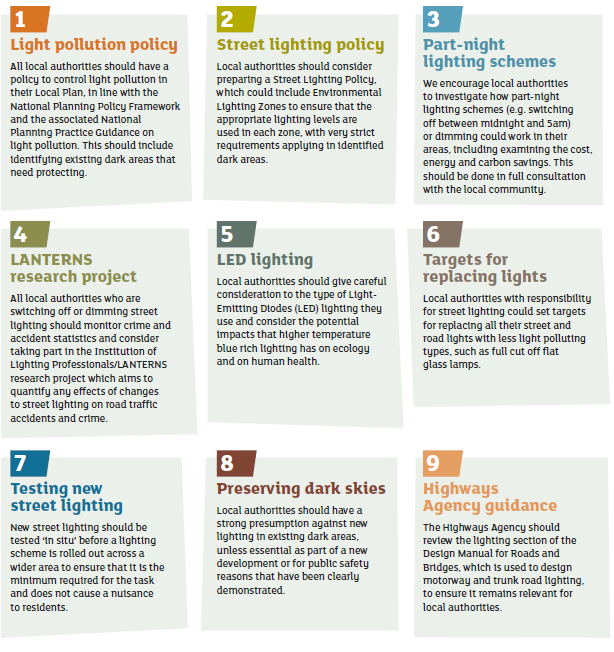 1
Light pollution policy
All local authorities should have a
policy to control light pollution in
their Local Plan, in line with the
National Planning Policy Framework
and the associated National
Planning Practice Guidance on
light pollution. This should include
identifying existing dark areas that
need protecting.
2
Street lighting policy
Local authorities should consider
preparing a Street Lighting Policy,
which could include Environmental
Lighting Zones to ensure that the
appropriate lighting levels are
used in each zone, with very strict
requirements applying in identified
dark areas.
3
Part-night
lighting schemes
We encourage local authorities
to investigate how part-night
lighting schemes (e.g. switching
off between midnight and 5am)
or dimming could work in their
areas, including examining the cost,
energy and carbon savings. This
should be done in full consultation
with the local community.
4
LANTERNS
research project
All local authorities who are
switching off or dimming street
lighting should monitor crime and
accident statistics and consider
taking part in the Institution of
Lighting Professionals/LANTERNS
research project which aims to
quantify any effects of changes
to street lighting on road traffic
accidents and crime.
5
LED lighting
Local authorities should give careful
consideration to the type of Light-
Emitting Diodes (LED) lighting they
use and consider the potential
impacts that higher temperature
blue rich lighting has on ecology
and on human health.
6
Targets for
replacing lights
Local authorities with responsibility
for street lighting could set targets
for replacing all their street and
road lights with less light polluting
types, such as full cut off flat
glass lamps.
7
Testing new
street lighting
New street lighting should be
tested ‘in situ’ before a lighting
scheme is rolled out across a
wider area to ensure that it is the
minimum required for the task
and does not cause a nuisance
to residents.
8
Preserving dark skies
Local authorities should have a
strong presumption against new
lighting in existing dark areas,
unless essential as part of a new
development or for public safety
reasons that have been clearly
demonstrated.
9
Highways
Agency guidance
The Highways Agency should
review the lighting section of the
Design Manual for Roads and
Bridges, which is used to design
motorway and trunk road lighting,
to ensure it remains relevant for
local authorities.